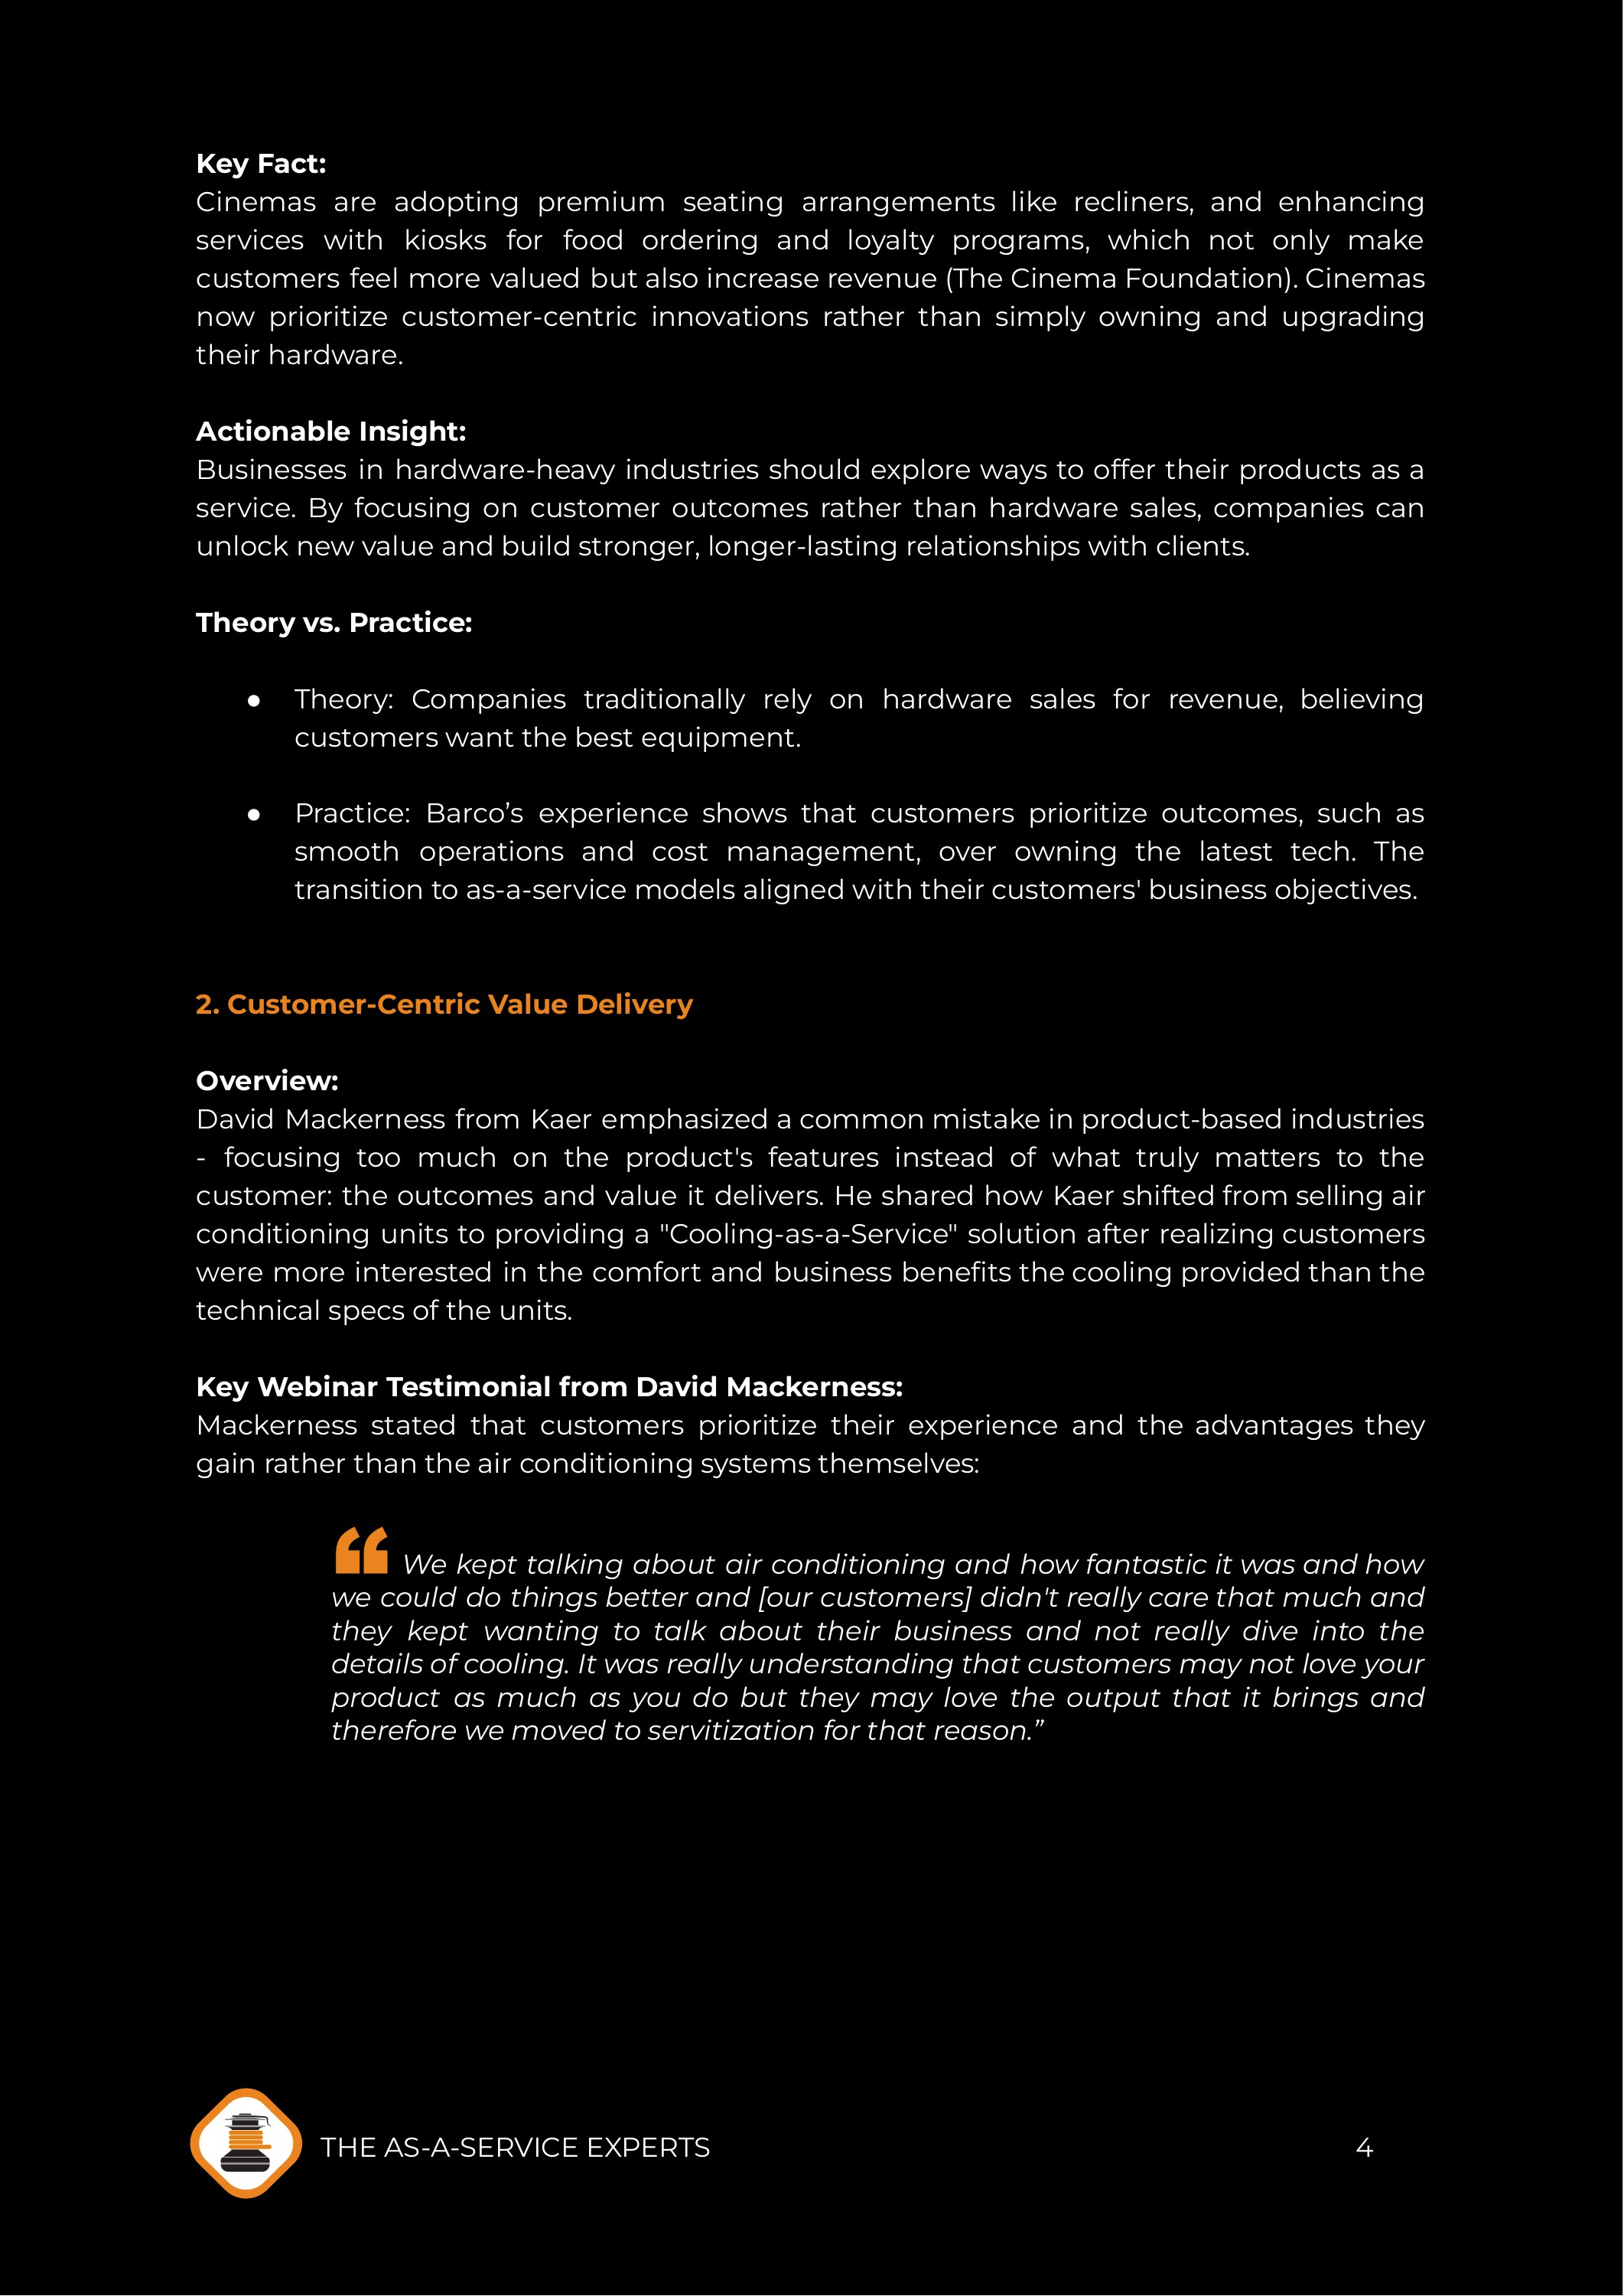 Key Fact:
Cinemas are adopting premium seating arrangements like recliners, and enhancing
services with kiosks for food ordering and loyalty programs, which not only make
customers feel more valued but also increase revenue (The Cinema Foundation). Cinemas
now prioritize customer-centric innovations rather than simply owning and upgrading
their hardware.
Actionable Insight:
Businesses in hardware-heavy industries should explore ways to offer their products as a
service. By focusing on customer outcomes rather than hardware sales, companies can
unlock new value and build stronger, longer-lasting relationships with clients.
Theory vs. Practice:
● Theory: Companies traditionally rely on hardware sales for revenue, believing
customers want the best equipment.
● Practice: Barco’s experience shows that customers prioritize outcomes, such as
smooth operations and cost management, over owning the latest tech. The
transition to as-a-service models aligned with their customers' business objectives.
2. Customer-Centric Value Delivery
Overview:
David Mackerness from Kaer emphasized a common mistake in product-based industries
- focusing too much on the product's features instead of what truly matters to the
customer: the outcomes and value it delivers. He shared how Kaer shifted from selling air
conditioning units to providing a "Cooling-as-a-Service" solution after realizing customers
were more interested in the comfort and business benefits the cooling provided than the
technical specs of the units.
Key Webinar Testimonial from David Mackerness:
Mackerness stated that customers prioritize their experience and the advantages they
gain rather than the air conditioning systems themselves:
“ We kept talking about air conditioning and how fantastic it was and how
we could do things better and [our customers] didn't really care that much and
they kept wanting to talk about their business and not really dive into the
details of cooling. It was really understanding that customers may not love your
product as much as you do but they may love the output that it brings and
therefore we moved to servitization for that reason.”
THE AS-A-SERVICE EXPERTS 4